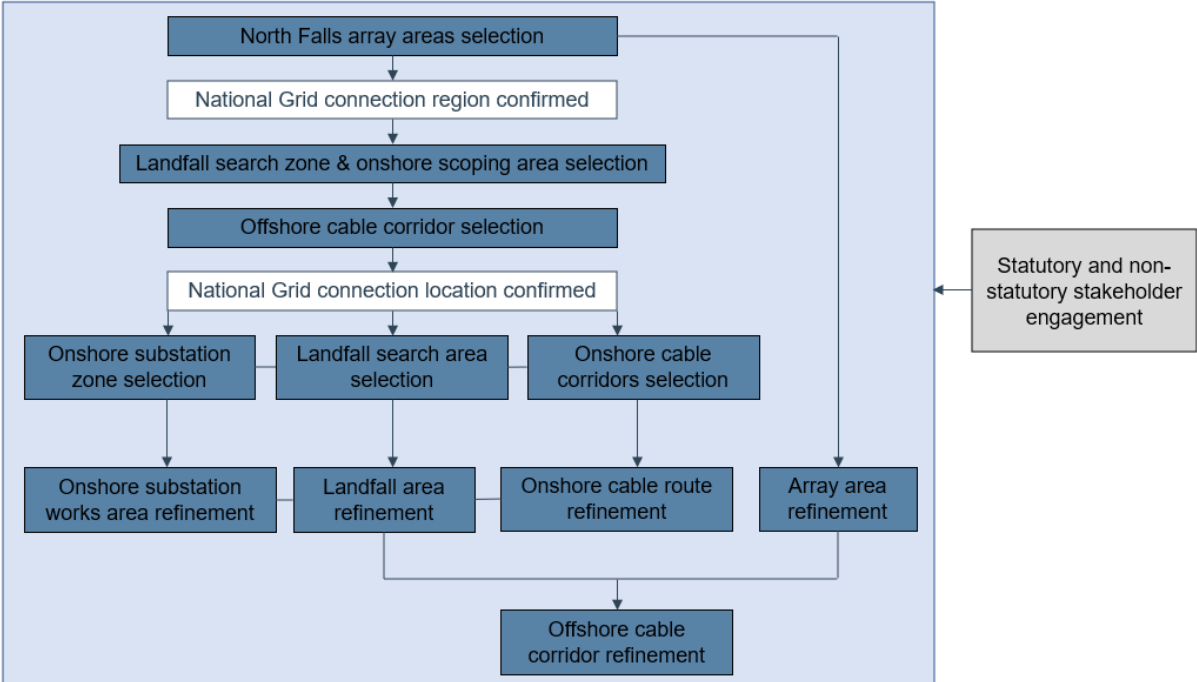 North Falls array areas selection
National Grid connection region confirmed
Landfall search zone & onshore scoping area selection
Offshore cable corridor selection
National Grid connection location confirmed
Statutory and non-
statutory stakeholder
engagement
Onshore substation
zone selection
Landfall search area
selection
Onshore cable
corridors selection
Onshore substation
works area refinement
Landfall area
refinement
Onshore cable route
refinement
Array area
refinement
Offshore cable
corridor refinement